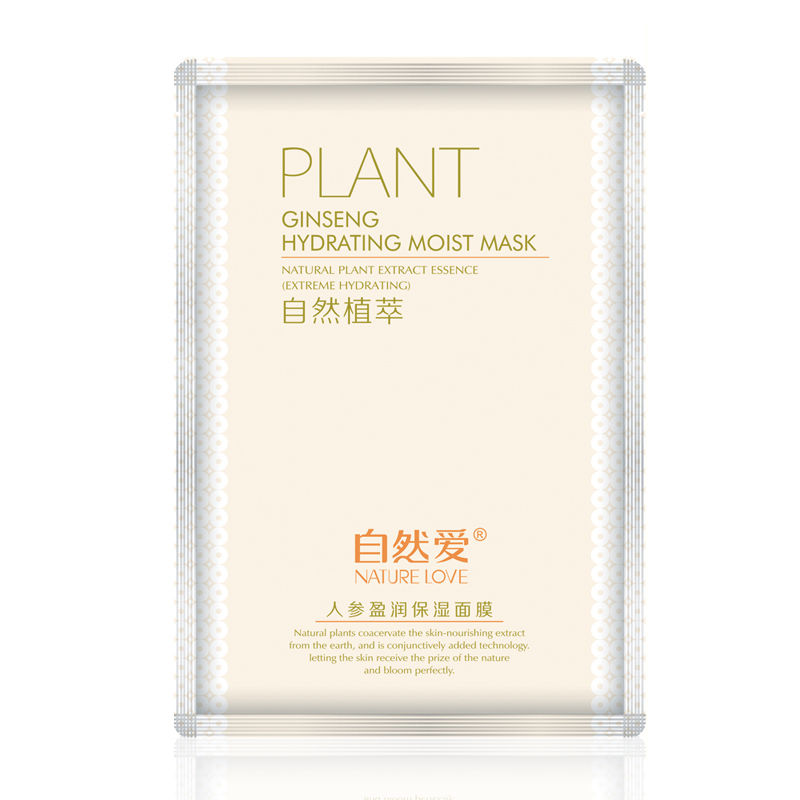 PLANT
GINSENG
HYDRATING MOIST MASK
NATURAL PLANT EXTRACT ESSENCE
(EXTREME HYDRATING)
自然植萃
自然爱®
NATURE LOVE
人参盈润保湿面膜
Natural plants coacervate the skin-nourishing extract
from the earth, and is conjunctively added technology.
letting the skin receive the prize of the nature
and bloom perfectly.